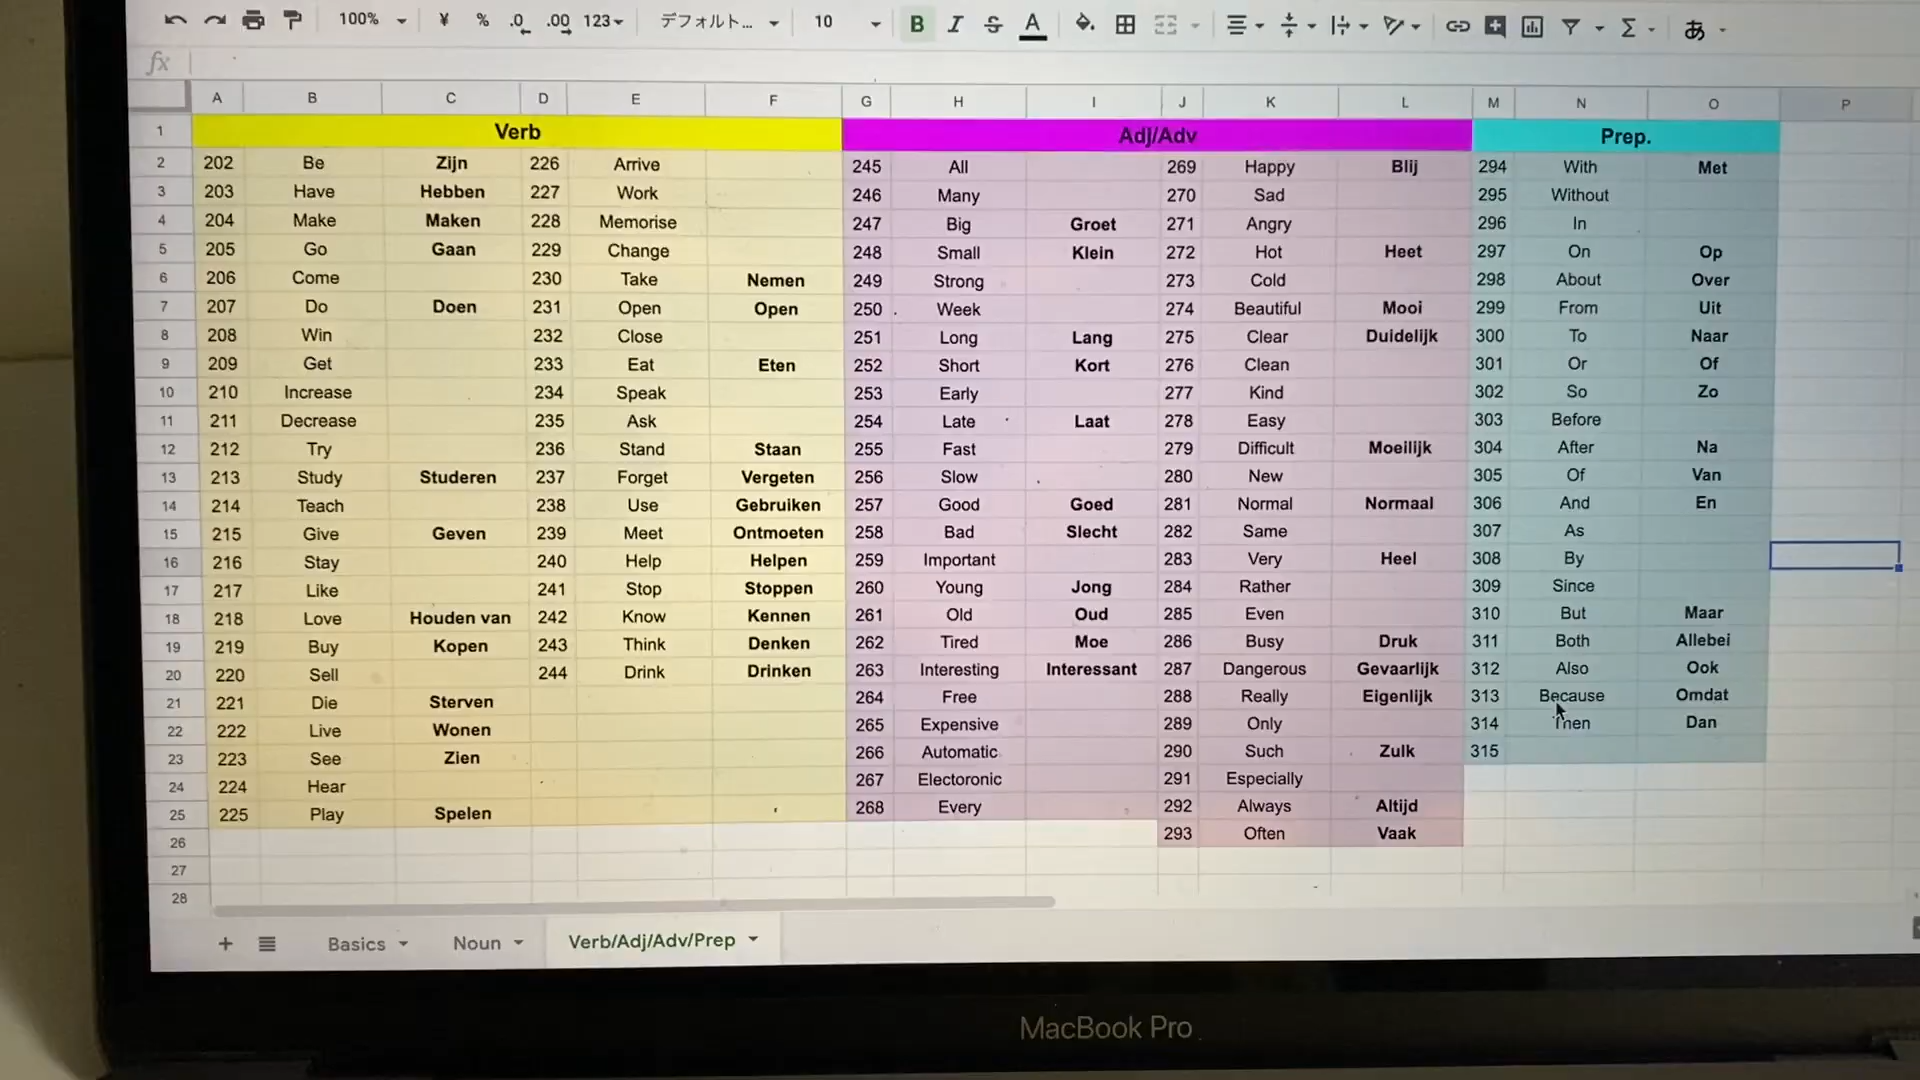 100% ¥ % .0 .00 123 デフォルト... 10 B I S A あ
fx
A B C D E F G H I J K L M N O P
1 Verb Adj/Adv Prep.
2 202 Be Zijn 226 Arrive 245 All 269 Happy Blij 294 With Met
3 203 Have Hebben 227 Work 246 Many 270 Sad 295 Without
4 204 Make Maken 228 Memorise 247 Big Groet 271 Angry 296 In
5 205 Go Gaan 229 Change 248 Small Klein 272 Hot Heet 297 On Op
6 206 Come 230 Take Nemen 249 Strong 273 Cold 298 About Over
7 207 Do Doen 231 Open Open 250 Week 274 Beautiful Mooi 299 From Uit
8 208 Win 232 Close 251 Long Lang 275 Clear Duidelijk 300 To Naar
9 209 Get 233 Eat Eten 252 Short Kort 276 Clean 301 Or Of
10 210 Increase 234 Speak 253 Early 277 Kind 302 So Zo
11 211 Decrease 235 Ask 254 Late Laat 278 Easy 303 Before
12 212 Try 236 Stand Staan 255 Fast 279 Difficult Moeilijk 304 After Na
13 213 Study Studeren 237 Forget Vergeten 256 Slow 280 New 305 Of Van
14 214 Teach 238 Use Gebruiken 257 Good Goed 281 Normal Normaal 306 And En
15 215 Give Geven 239 Meet Ontmoeten 258 Bad Slecht 282 Same 307 As
16 216 Stay 240 Help Helpen 259 Important 283 Very Heel 308 By
17 217 Like 241 Stop Stoppen 260 Young Jong 284 Rather 309 Since
18 218 Love Houden van 242 Know Kennen 261 Old Oud 285 Even 310 But Maar
19 219 Buy Kopen 243 Think Denken 262 Tired Moe 286 Busy Druk 311 Both Allebei
20 220 Sell 244 Drink Drinken 263 Interesting Interessant 287 Dangerous Gevaarlijk 312 Also Ook
21 221 Die Sterven 264 Free 288 Really Eigenlijk 313 Because Omdat
22 222 Live Wonen 265 Expensive 289 Only 314 Then Dan
23 223 See Zien 266 Automatic 290 Such Zulk 315
24 224 Hear 267 Electoronic 291 Especially
25 225 Play Spelen 268 Every 292 Always Altijd
26 293 Often Vaak
27
28
+ Basics Noun Verb/Adj/Adv/Prep
MacBook Pro